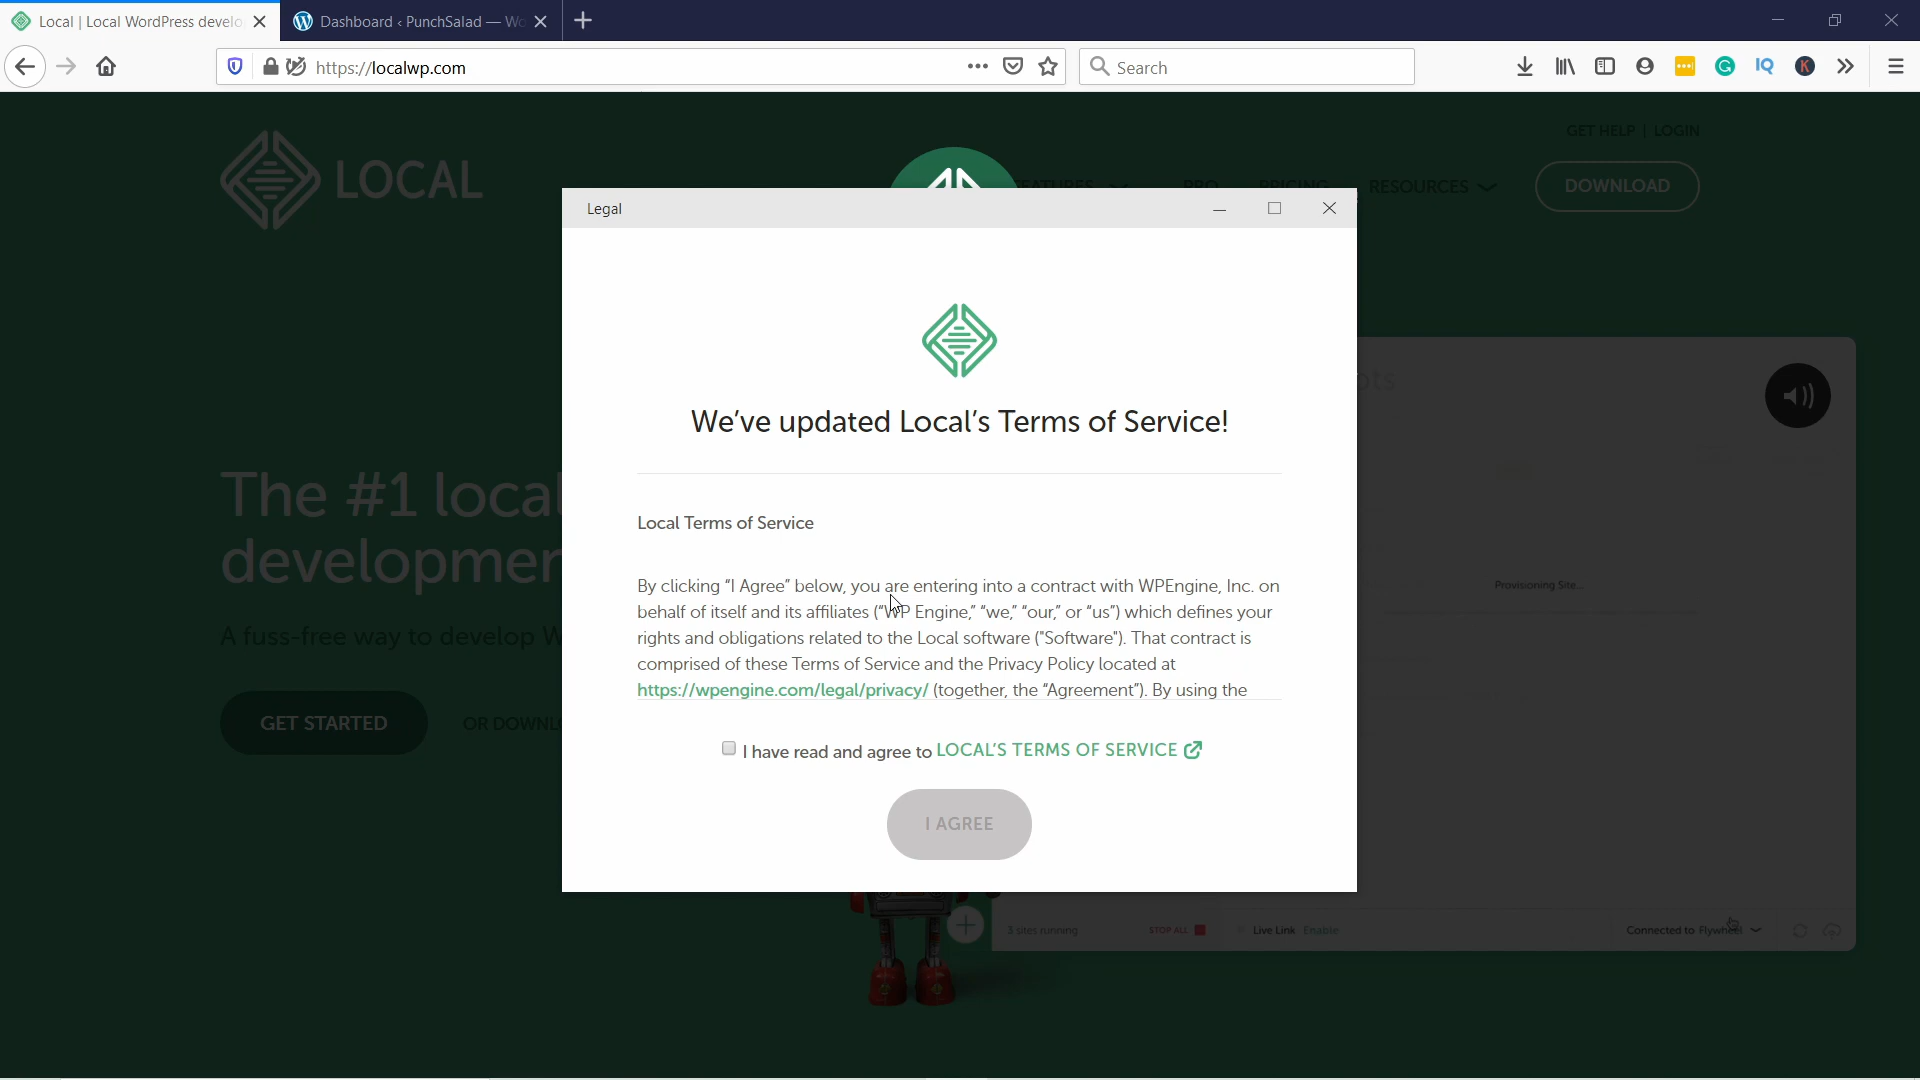 Local | Local WordPress develo
Dashboard ‹ PunchSalad — Wo
https://localwp.com
Search
IQ
K
GET HELP | LOGIN
LOCAL
PRO
PRICING
RESOURCES
DOWNLOAD
Legal
We've updated Local's Terms of Service!
Local Terms of Service
By clicking “I Agree” below, you are entering into a contract with WPEngine, Inc. on
behalf of itself and its affiliates (“WP Engine,” “we,” “our,” or “us”) which defines your
rights and obligations related to the Local software ("Software"). That contract is
comprised of these Terms of Service and the Privacy Policy located at
https://wpengine.com/legal/privacy/ (together, the “Agreement”). By using the
I have read and agree to LOCAL'S TERMS OF SERVICE
I AGREE
The #1 local
developmen
A fuss-free way to develop W
GET STARTED
OR DOWNLO
Provisioning Site...
3 sites running
STOP ALL
Live Link Enable
Connected to Flywheel